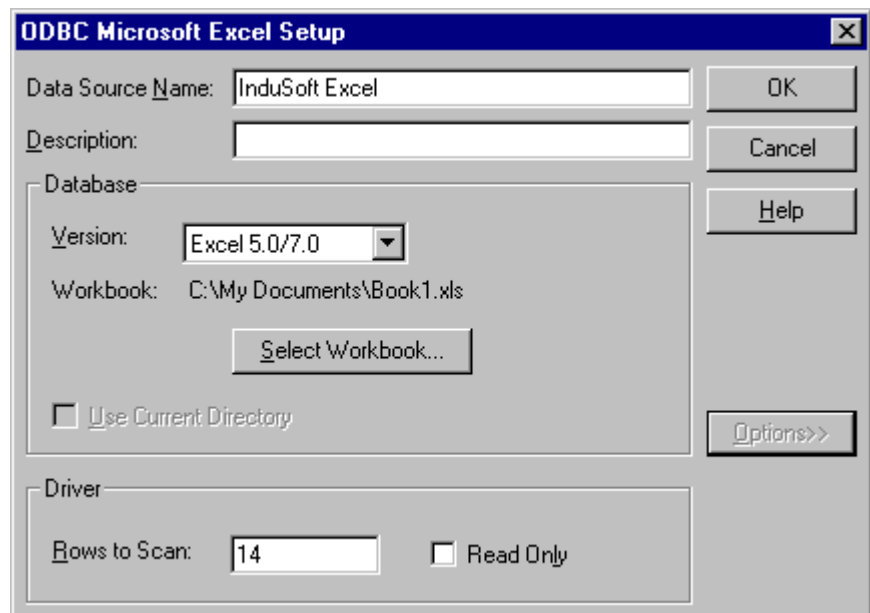 ODBC Microsoft Excel Setup
Data Source Name: InduSoft Excel
OK
Description:
Cancel
Database
Help
Version: Excel 5.0/7.0
Workbook: C:\My Documents\Book1.xls
Select Workbook...
Use Current Directory
Options>>
Driver
Rows to Scan: 14
Read Only